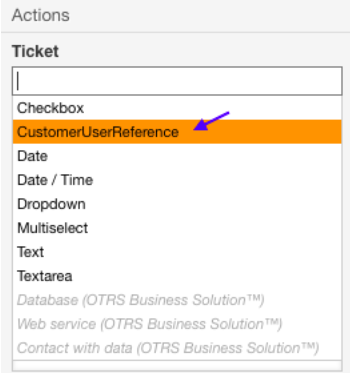 Actions
Ticket
Checkbox
CustomerUserReference
Date
Date / Time
Dropdown
Multiselect
Text
Textarea
Database (OTRS Business Solution™)
Web service (OTRS Business Solution™)
Contact with data (OTRS Business Solution™)